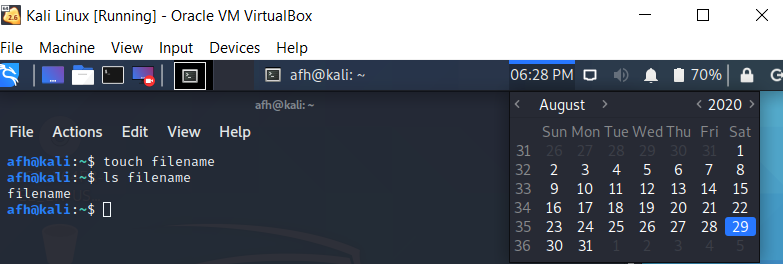 Kali Linux [Running] - Oracle VM VirtualBox
File Machine View Input Devices Help
afh@kali: ~ 06:28 PM 70%
afh@kali: ~
File Actions Edit View Help
afh@kali:~$ touch filename
afh@kali:~$ ls filename
filename
afh@kali:~$
August 2020
Sun Mon Tue Wed Thu Fri Sat
31 26 27 28 29 30 31 1
32 2 3 4 5 6 7 8
33 9 10 11 12 13 14 15
34 16 17 18 19 20 21 22
35 23 24 25 26 27 28 29
36 30 31 1 2 3 4 5